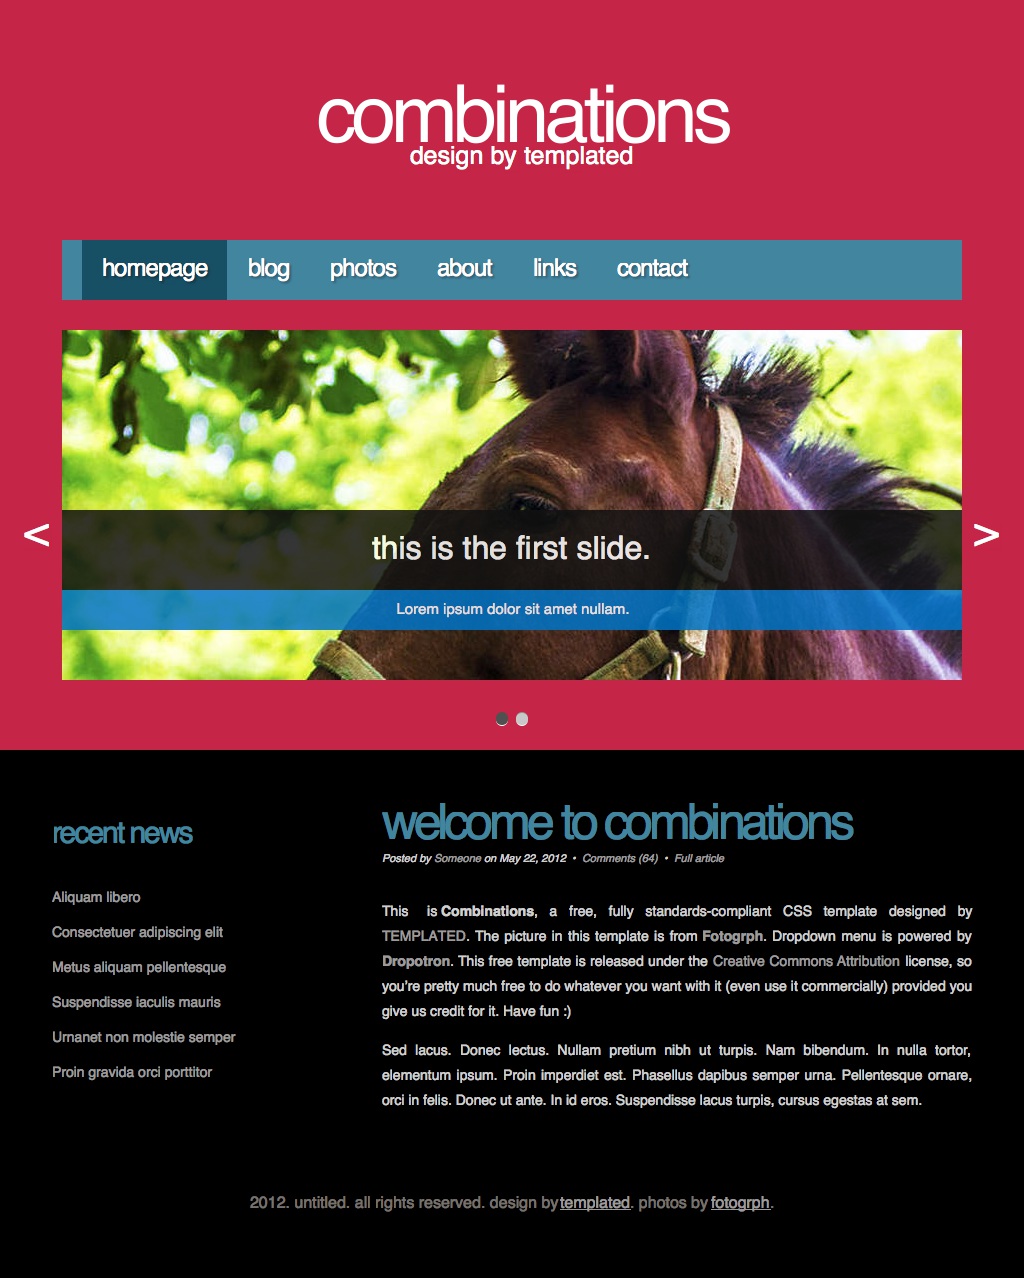 combinations
design by templated
homepage blog photos about links contact
<
>
this is the first slide.
Lorem ipsum dolor sit amet nullam.
recent news
Aliquam libero
Consectetuer adipiscing elit
Metus aliquam pellentesque
Suspendisse iaculis mauris
Urnanet non molestie semper
Proin gravida orci porttitor
welcome to combinations
Posted by Someone on May 22, 2012 • Comments (64) • Full article
This is Combinations, a free, fully standards-compliant CSS template designed by
TEMPLATED. The picture in this template is from Fotogrph. Dropdown menu is powered by
Dropotron. This free template is released under the Creative Commons Attribution license, so
you’re pretty much free to do whatever you want with it (even use it commercially) provided you
give us credit for it. Have fun :)
Sed lacus. Donec lectus. Nullam pretium nibh ut turpis. Nam bibendum. In nulla tortor,
elementum ipsum. Proin imperdiet est. Phasellus dapibus semper urna. Pellentesque ornare,
orci in felis. Donec ut ante. In id eros. Suspendisse lacus turpis, cursus egestas at sem.
2012. untitled. all rights reserved. design by templated. photos by fotogrph.